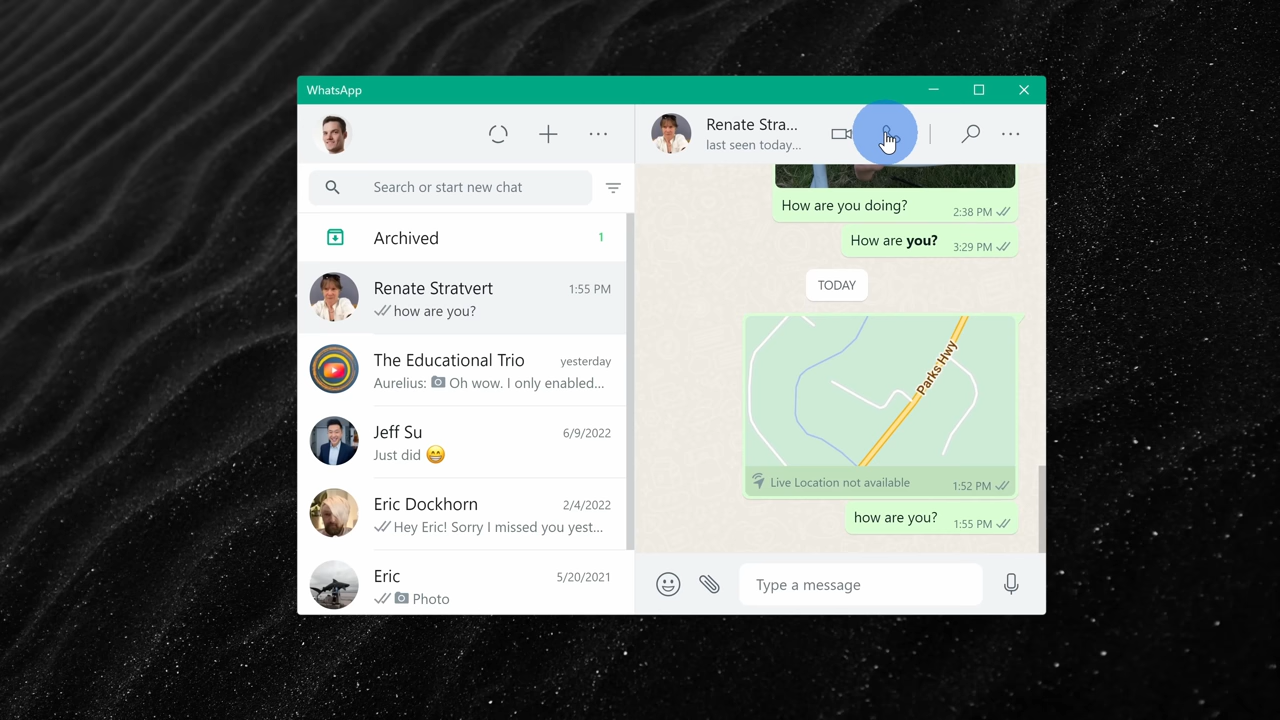 WhatsApp
Search or start new chat
Archived 1
Renate Stratvert 1:55 PM
how are you?
The Educational Trio yesterday
Aurelius: Oh wow. I only enabled...
Jeff Su 6/9/2022
Just did 😁
Eric Dockhorn 2/4/2022
Hey Eric! Sorry I missed you yest...
Eric 5/20/2021
Photo
Renate Stra...
last seen today...
How are you doing? 2:38 PM
How are you? 3:29 PM
TODAY
Parks Hwy
Live Location not available 1:52 PM
how are you? 1:55 PM
Type a message